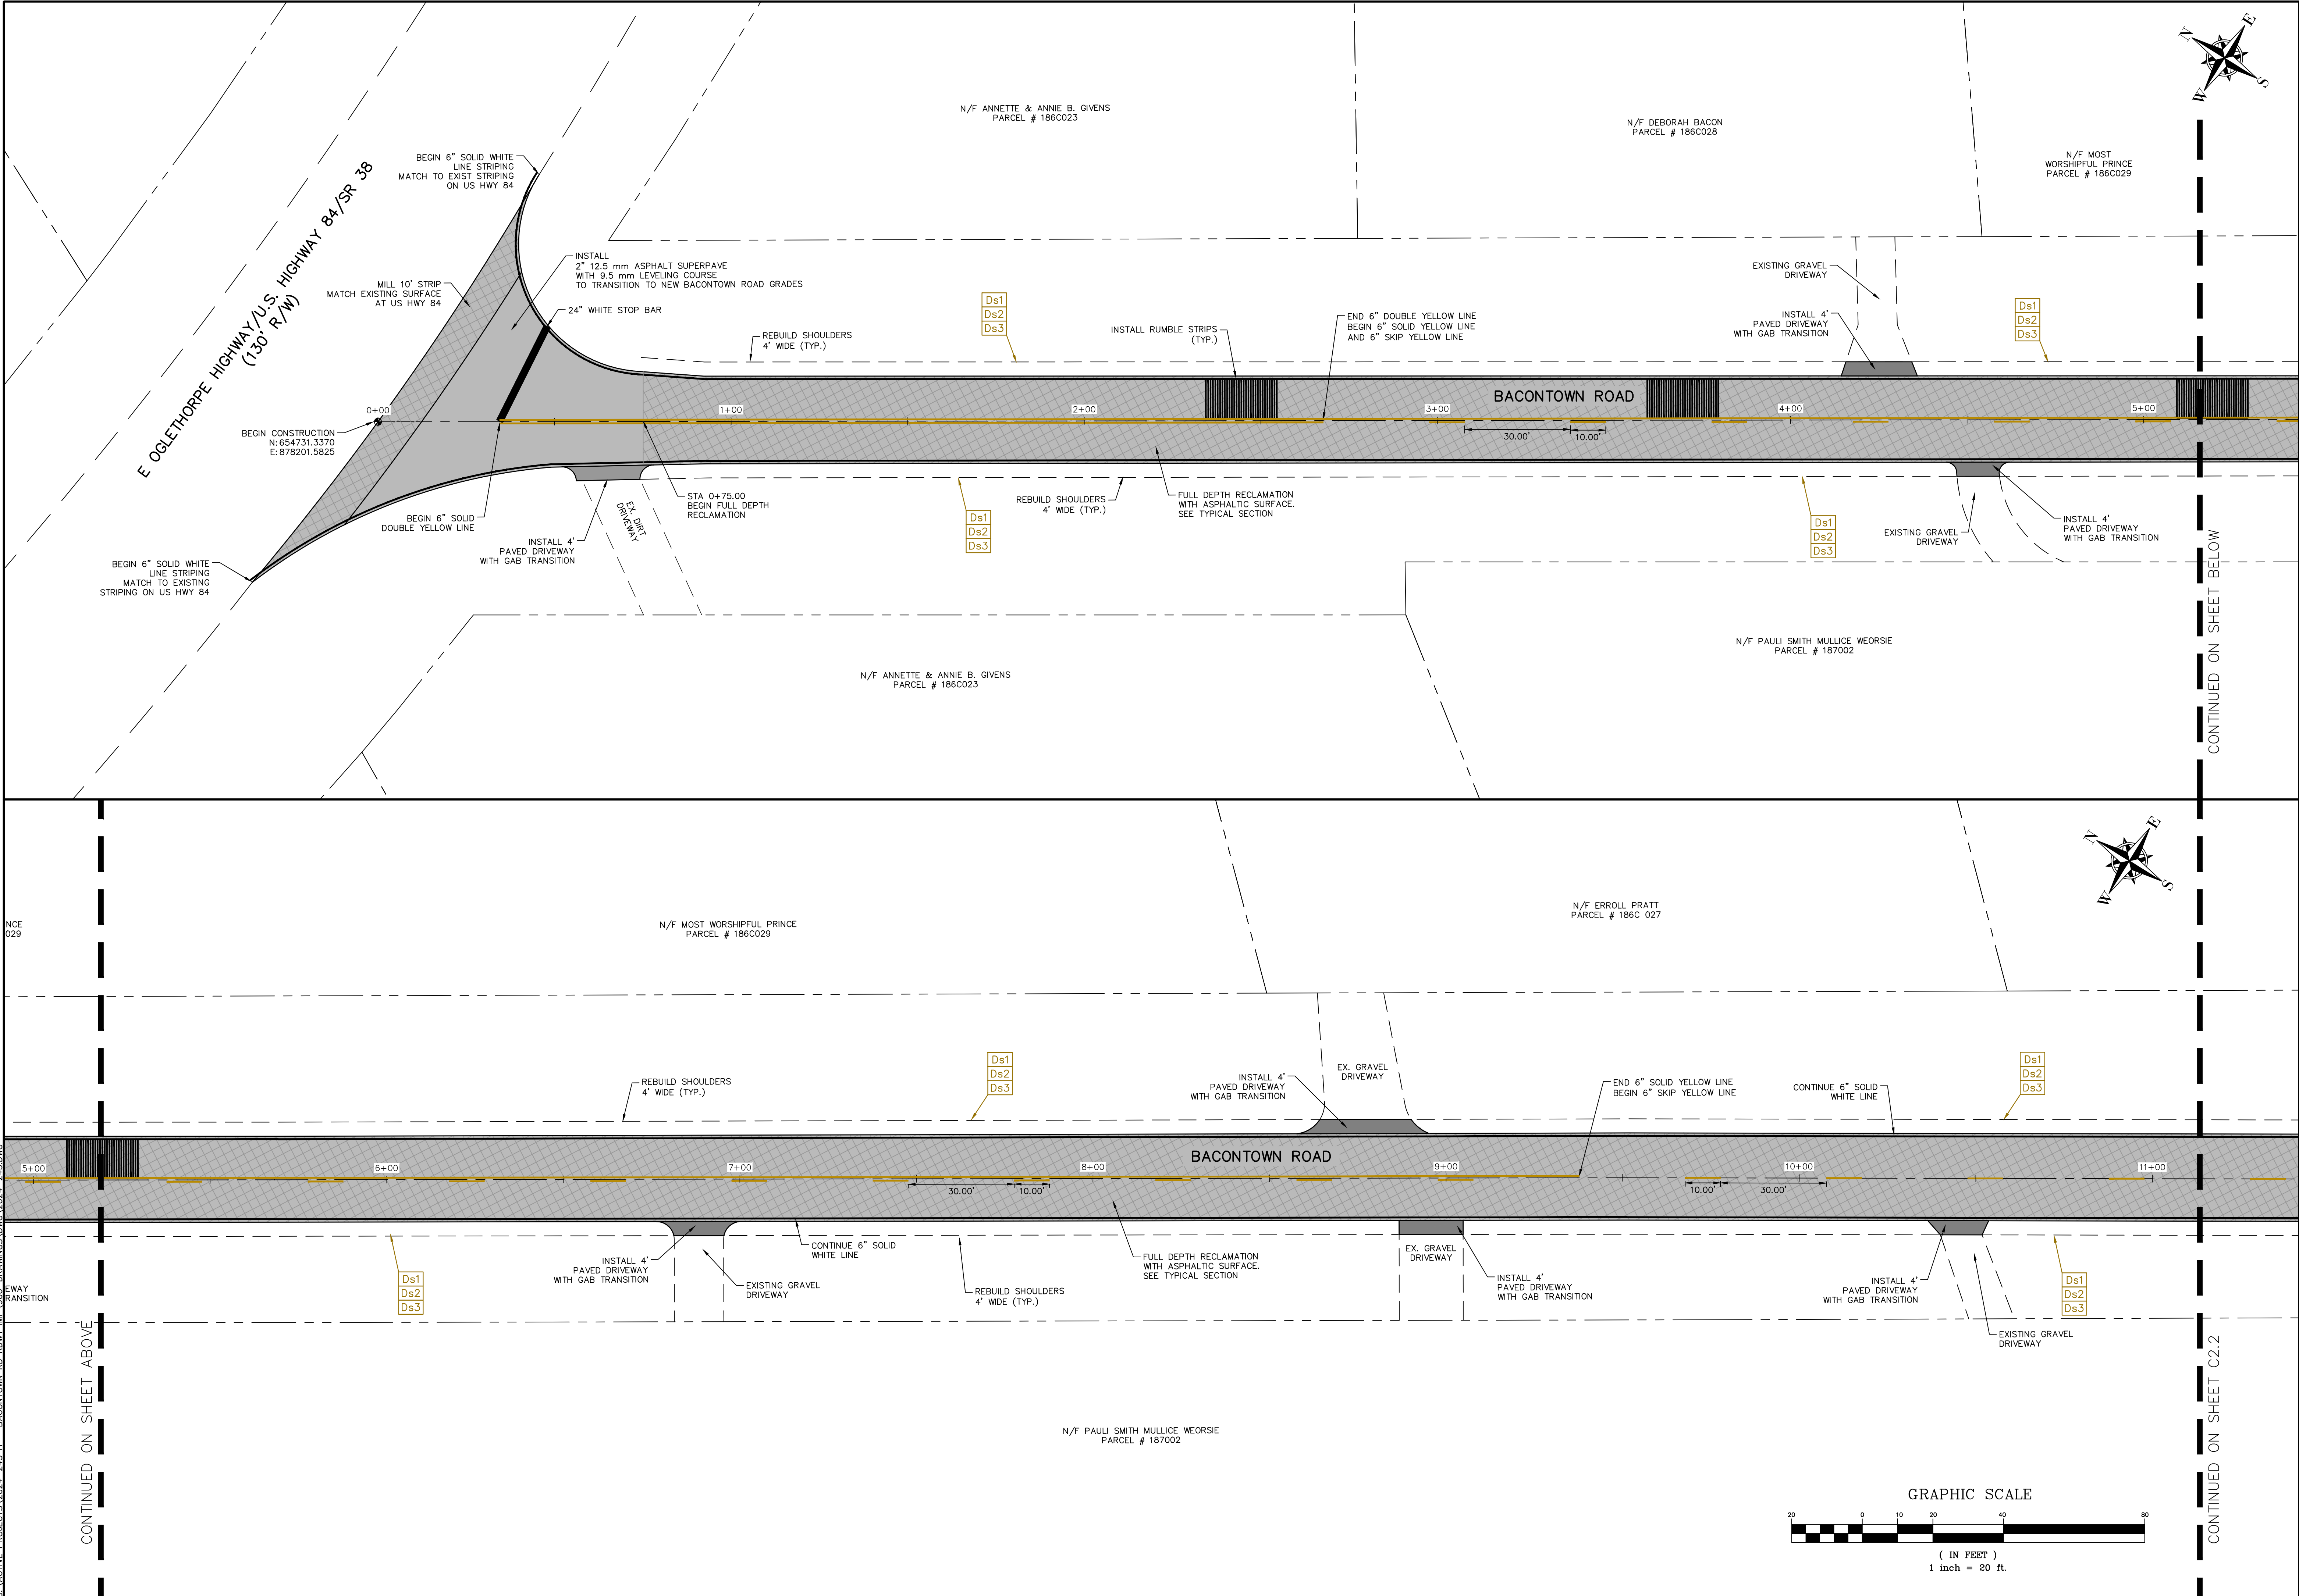 N
E
S
W
N/F ANNETTE & ANNIE B. GIVENS
PARCEL # 186C023
N/F DEBORAH BACON
PARCEL # 186C028
N/F MOST
WORSHIPFUL PRINCE
PARCEL # 186C029
BEGIN 6" SOLID WHITE
LINE STRIPING
MATCH TO EXIST STRIPING
ON US HWY 84
E OGLETHORPE HIGHWAY/U.S. HIGHWAY 84/SR 38
(130' R/W)
MILL 10' STRIP
MATCH EXISTING SURFACE
AT US HWY 84
INSTALL
2" 12.5 mm ASPHALT SUPERPAVE
WITH 9.5 mm LEVELING COURSE
TO TRANSITION TO NEW BACONTOWN ROAD GRADES
24" WHITE STOP BAR
REBUILD SHOULDERS
4' WIDE (TYP.)
Ds1
Ds2
Ds3
INSTALL RUMBLE STRIPS
(TYP.)
END 6" DOUBLE YELLOW LINE
BEGIN 6" SOLID YELLOW LINE
AND 6" SKIP YELLOW LINE
EXISTING GRAVEL
DRIVEWAY
INSTALL 4'
PAVED DRIVEWAY
WITH GAB TRANSITION
Ds1
Ds2
Ds3
BACONTOWN ROAD
0+00
1+00
2+00
3+00
4+00
5+00
30.00'
10.00'
BEGIN CONSTRUCTION
N: 654731.3370
E: 878201.5825
BEGIN 6" SOLID
DOUBLE YELLOW LINE
STA 0+75.00
BEGIN FULL DEPTH
RECLAMATION
EX. DIRT
DRIVEWAY
INSTALL 4'
PAVED DRIVEWAY
WITH GAB TRANSITION
BEGIN 6" SOLID WHITE
LINE STRIPING
MATCH TO EXISTING
STRIPING ON US HWY 84
Ds1
Ds2
Ds3
REBUILD SHOULDERS
4' WIDE (TYP.)
FULL DEPTH RECLAMATION
WITH ASPHALTIC SURFACE.
SEE TYPICAL SECTION
Ds1
Ds2
Ds3
EXISTING GRAVEL
DRIVEWAY
INSTALL 4'
PAVED DRIVEWAY
WITH GAB TRANSITION
N/F PAULI SMITH MULLICE WEORSIE
PARCEL # 187002
N/F ANNETTE & ANNIE B. GIVENS
PARCEL # 186C023
CONTINUED ON SHEET BELOW
N
E
S
W
INCE
029
N/F MOST WORSHIPFUL PRINCE
PARCEL # 186C029
N/F ERROLL PRATT
PARCEL # 186C 027
REBUILD SHOULDERS
4' WIDE (TYP.)
Ds1
Ds2
Ds3
INSTALL 4'
PAVED DRIVEWAY
WITH GAB TRANSITION
EX. GRAVEL
DRIVEWAY
END 6" SOLID YELLOW LINE
BEGIN 6" SKIP YELLOW LINE
CONTINUE 6" SOLID
WHITE LINE
Ds1
Ds2
Ds3
BACONTOWN ROAD
5+00
6+00
7+00
8+00
9+00
10+00
11+00
30.00'
10.00'
10.00'
30.00'
Ds1
Ds2
Ds3
INSTALL 4'
PAVED DRIVEWAY
WITH GAB TRANSITION
EXISTING GRAVEL
DRIVEWAY
CONTINUE 6" SOLID
WHITE LINE
REBUILD SHOULDERS
4' WIDE (TYP.)
FULL DEPTH RECLAMATION
WITH ASPHALTIC SURFACE.
SEE TYPICAL SECTION
EX. GRAVEL
DRIVEWAY
INSTALL 4'
PAVED DRIVEWAY
WITH GAB TRANSITION
INSTALL 4'
PAVED DRIVEWAY
WITH GAB TRANSITION
EXISTING GRAVEL
DRIVEWAY
Ds1
Ds2
Ds3
EWAY
RANSITION
CONTINUED ON SHEET ABOVE
N/F PAULI SMITH MULLICE WEORSIE
PARCEL # 187002
CONTINUED ON SHEET C2.2
GRAPHIC SCALE
20 0 10 20 40 80
( IN FEET )
1 inch = 20 ft.